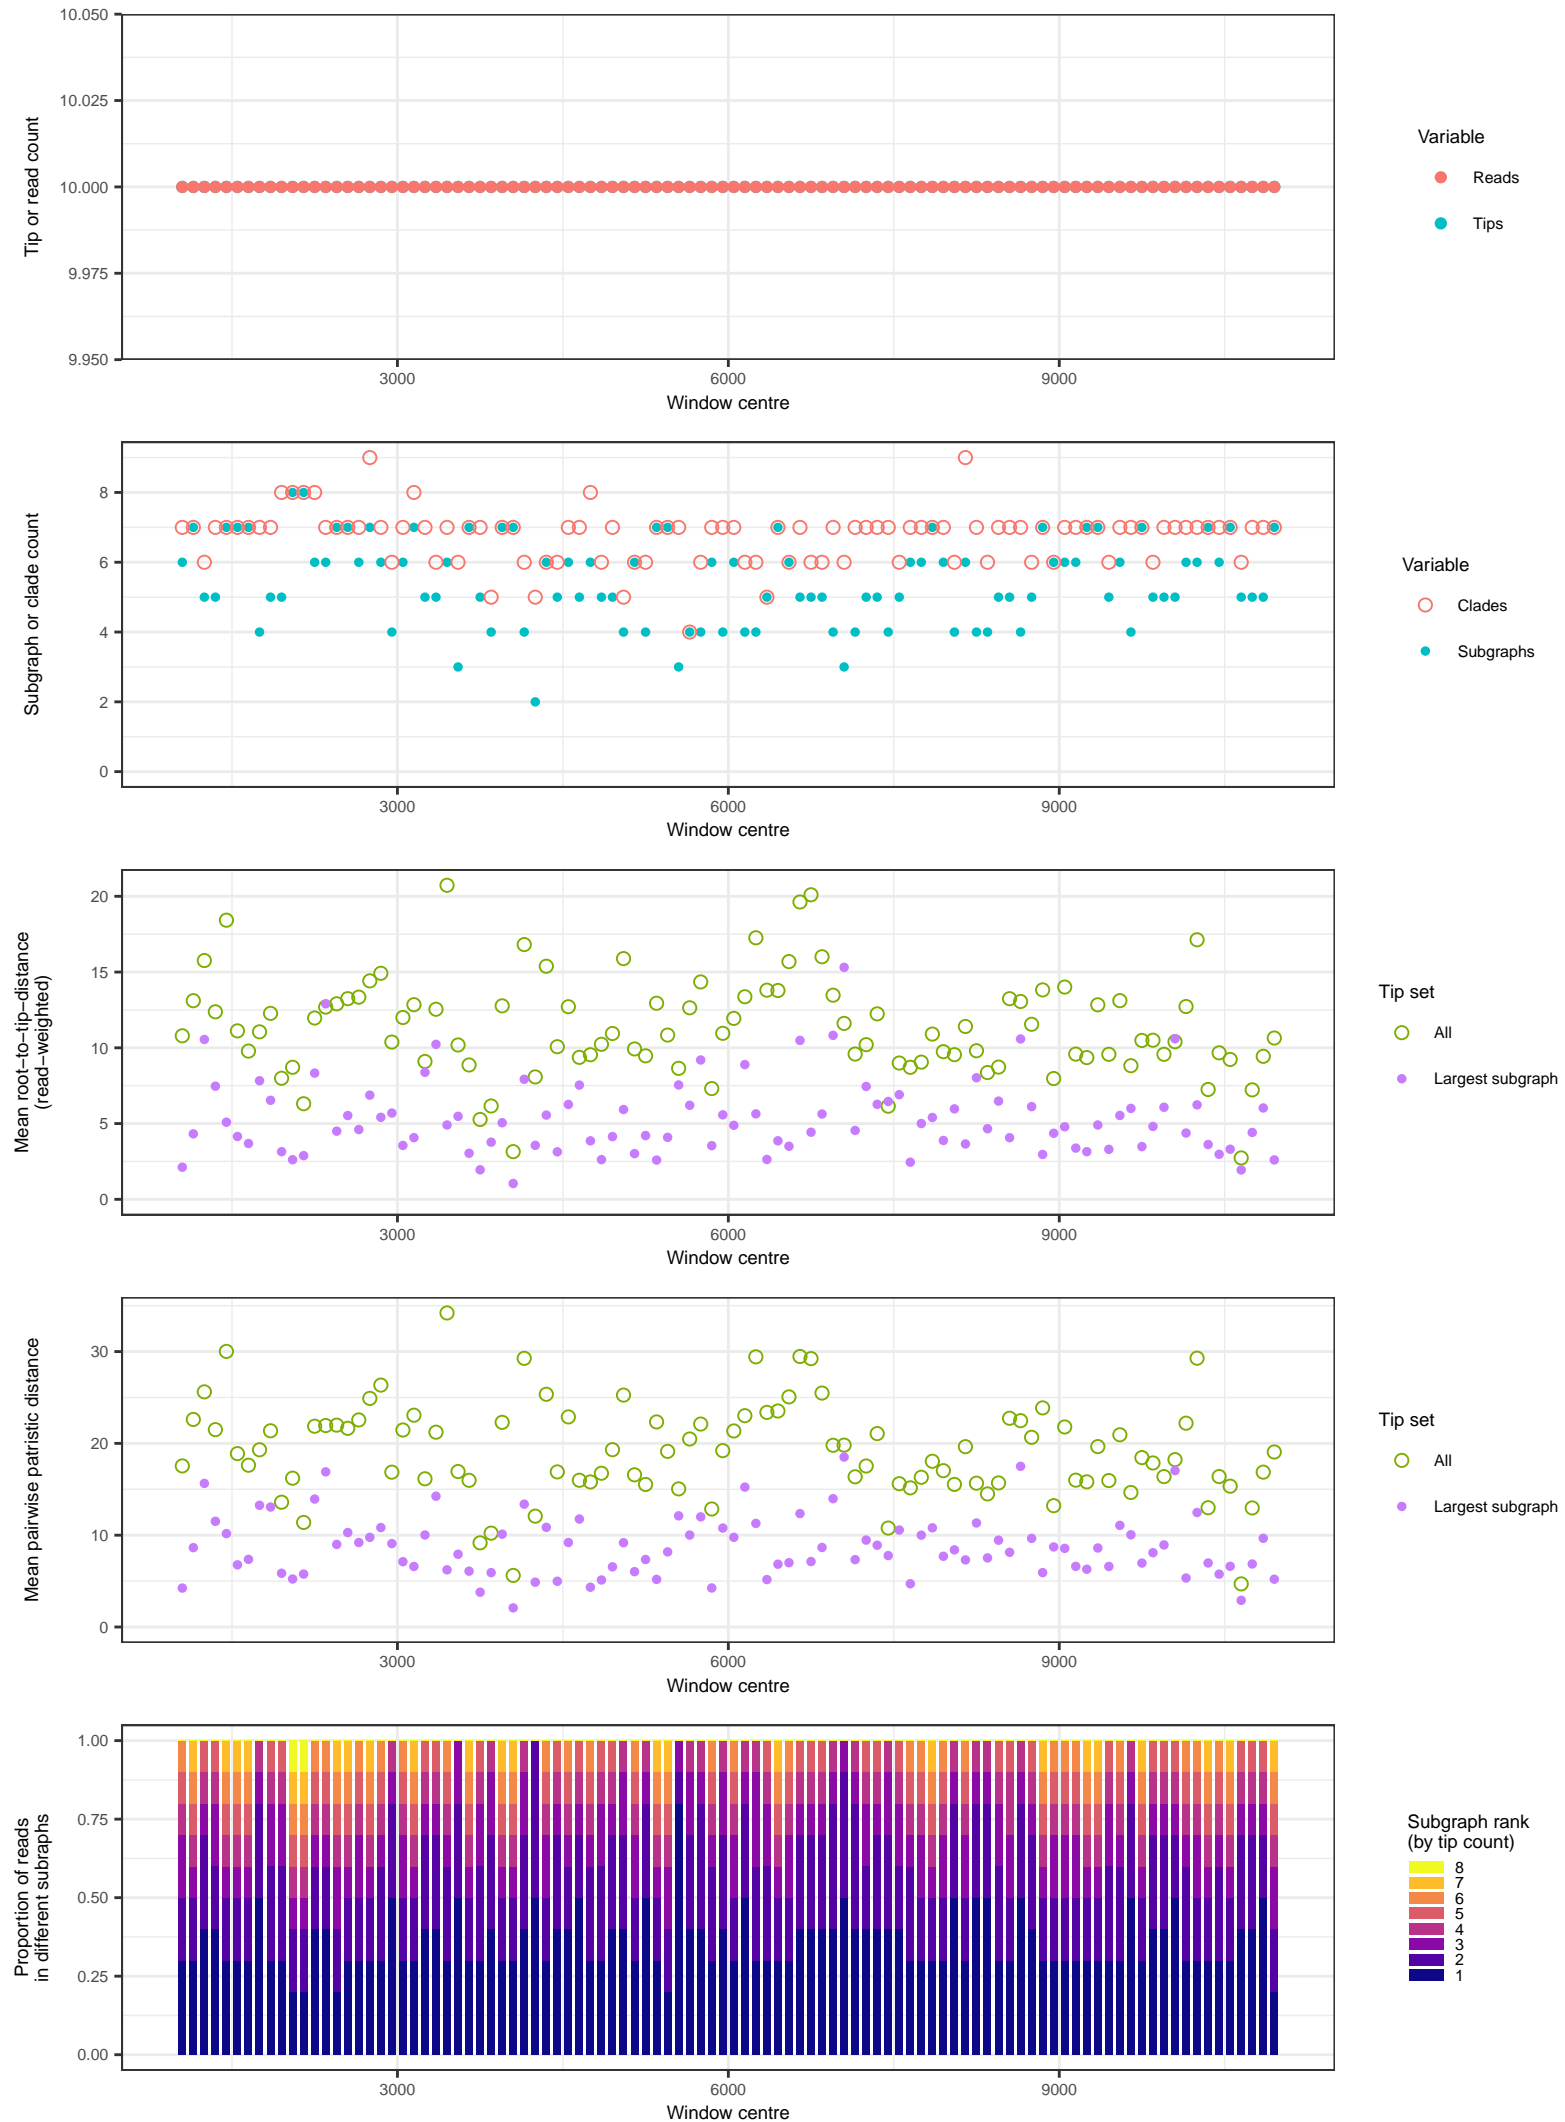 10.050
10.025
10.000
9.975
9.950
Tip or read count
3000 6000 9000
Window centre
Variable
Reads
Tips
8
6
4
2
0
Subgraph or clade count
3000 6000 9000
Window centre
Variable
Clades
Subgraphs
20
15
10
5
0
Mean root−to−tip−distance
(read−weighted)
3000 6000 9000
Window centre
Tip set
All
Largest subgraph
30
20
10
0
Mean pairwise patristic distance
3000 6000 9000
Window centre
Tip set
All
Largest subgraph
1.00
0.75
0.50
0.25
0.00
Proportion of reads
in different subraphs
3000 6000 9000
Window centre
Subgraph rank
(by tip count)
8
7
6
5
4
3
2
1